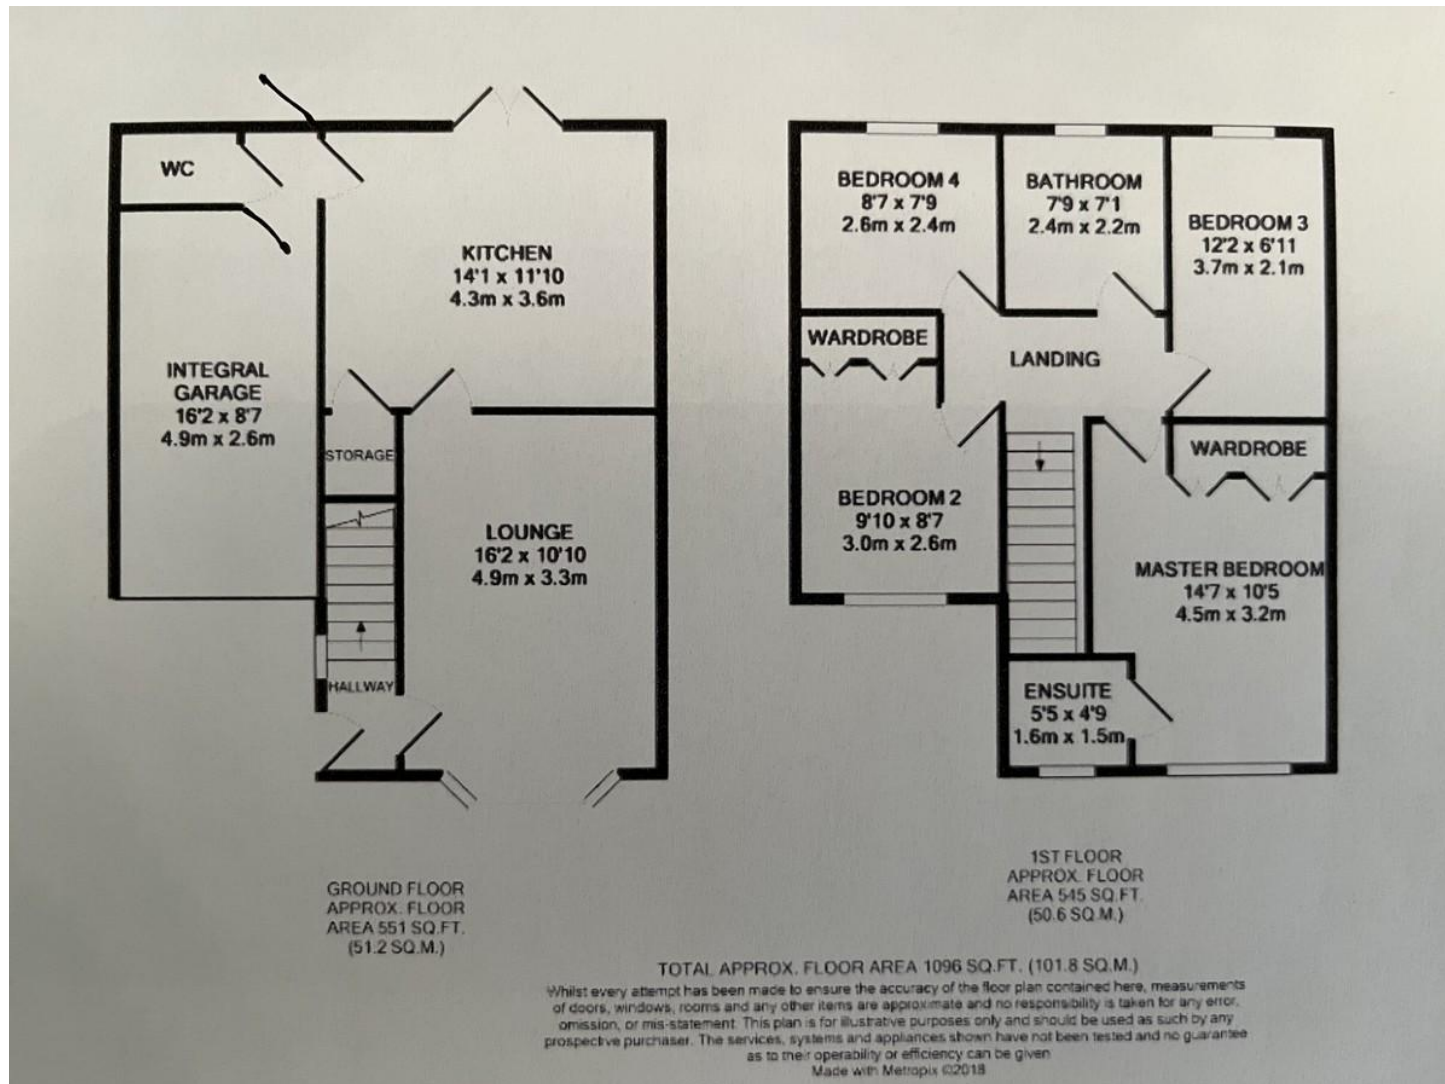 WC
KITCHEN
14'1 x 11'10
4.3m x 3.6m
INTEGRAL
GARAGE
16'2 x 8'7
4.9m x 2.6m
STORAGE
LOUNGE
16'2 x 10'10
4.9m x 3.3m
HALLWAY
GROUND FLOOR
APPROX. FLOOR
AREA 551 SQ.FT.
(51.2 SQ.M.)
BEDROOM 4
8'7 x 7'9
2.6m x 2.4m
BATHROOM
7'9 x 7'1
2.4m x 2.2m
BEDROOM 3
12'2 x 6'11
3.7m x 2.1m
WARDROBE
LANDING
WARDROBE
BEDROOM 2
9'10 x 8'7
3.0m x 2.6m
MASTER BEDROOM
14'7 x 10'5
4.5m x 3.2m
ENSUITE
5'5 x 4'9
1.6m x 1.5m
1ST FLOOR
APPROX. FLOOR
AREA 545 SQ.FT.
(50.6 SQ.M.)
TOTAL APPROX. FLOOR AREA 1096 SQ.FT. (101.8 SQ.M.)
Whilst every attempt has been made to ensure the accuracy of the floor plan contained here, measurements
of doors, windows, rooms and any other items are approximate and no responsibility is taken for any error,
omission, or mis-statement. This plan is for illustrative purposes only and should be used as such by any
prospective purchaser. The services, systems and appliances shown have not been tested and no guarantee
as to their operability or efficiency can be given
Made with Metropix ©2018